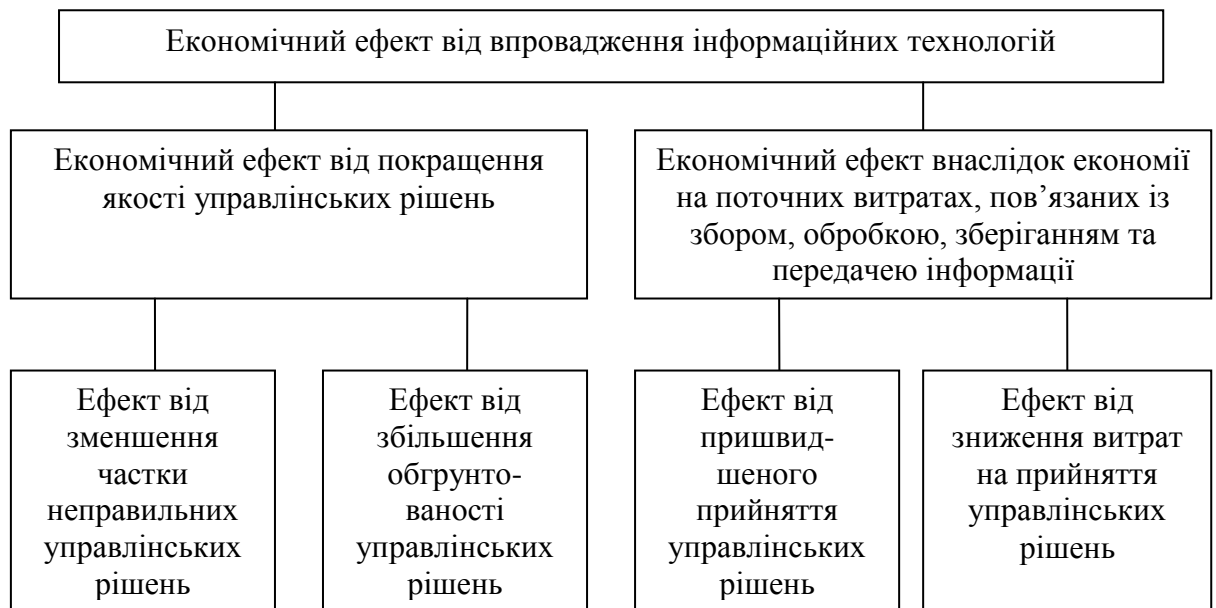 Економічний ефект від впровадження інформаційних технологій
Економічний ефект від покращення
якості управлінських рішень
Економічний ефект внаслідок економії
на поточних витратах, пов’язаних із
збором, обробкою, зберіганням та
передачею інформації
Ефект від
зменшення
частки
неправильних
управлінських
рішень
Ефект від
збільшення
обгрунто-
ваності
управлінських
рішень
Ефект від
пришвид-
шеного
прийняття
управлінських
рішень
Ефект від
зниження витрат
на прийняття
управлінських
рішень